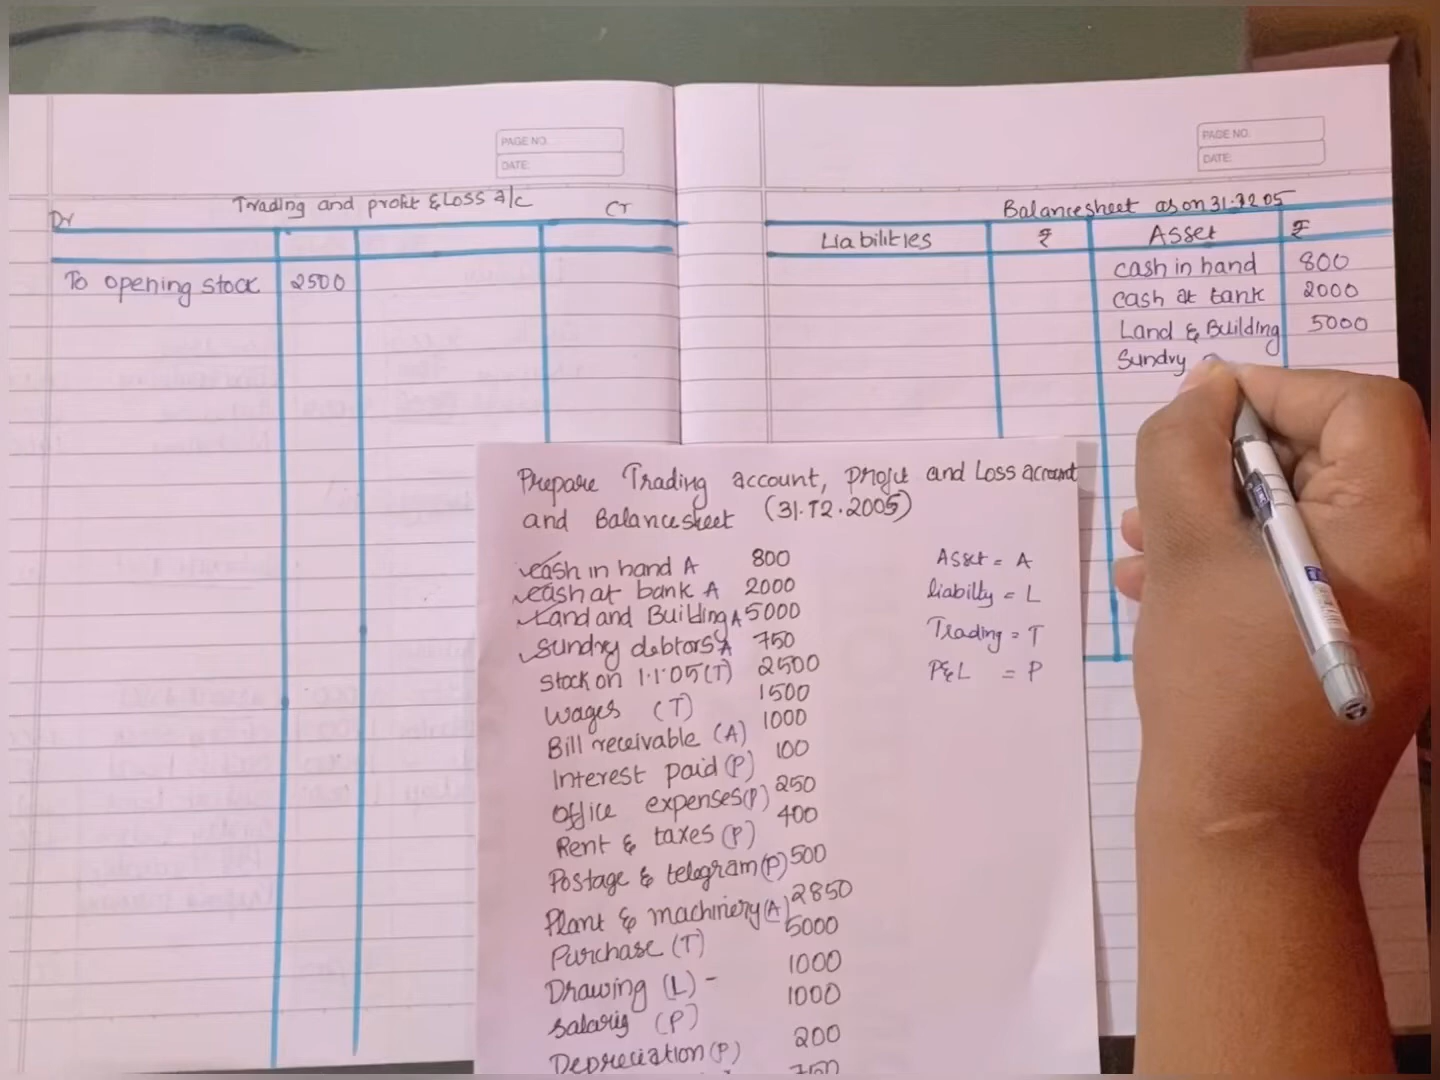 PAGE NO.
DATE:
Trading and profit & Loss a/c
Dr
Cr
To opening stock 2500
PAGE NO.
DATE:
Balancesheet as on 31.12 05
Liabilities ₹ Asset ₹
cash in hand 800
cash at bank 2000
Land & Building 5000
Sundry
Prepare Trading account, Profit and Loss account
and Balancesheet (31.12.2005)
cash in hand A 800
cash at bank A 2000
Land and Building A 5000
Sundry debtors A 750
Stock on 1.1.05 (T) 2500
Wages (T) 1500
Bill receivable (A) 1000
Interest paid (P) 100
Office expenses (P) 250
Rent & taxes (P) 400
Postage & telegram (P) 500
Plant & machinery (A) 2850
Purchase (T) 5000
Drawing (L) - 1000
Salaris (P) 1000
Depreciation (P) 200
Asset = A
liabilty = L
Trading = T
P&L = P